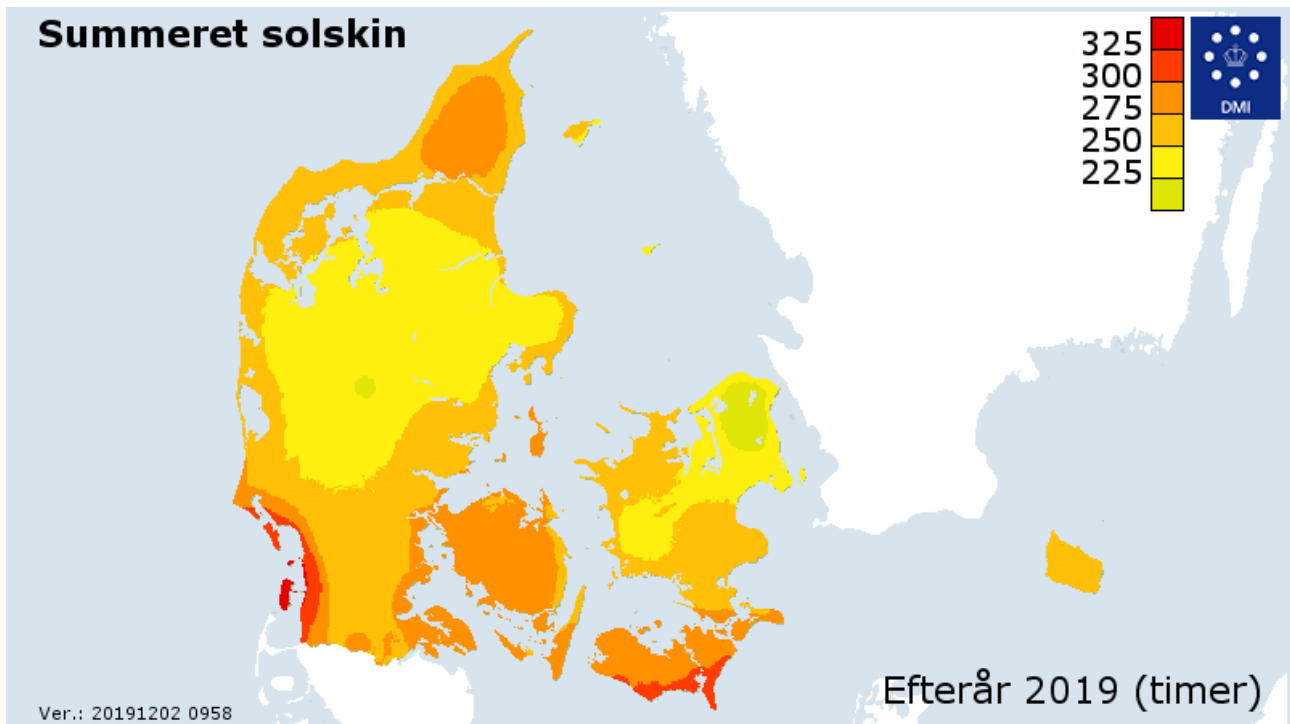 Summeret solskin
325
300
275
250
225
DMI
Efterår 2019 (timer)
Ver.: 20191202 0958